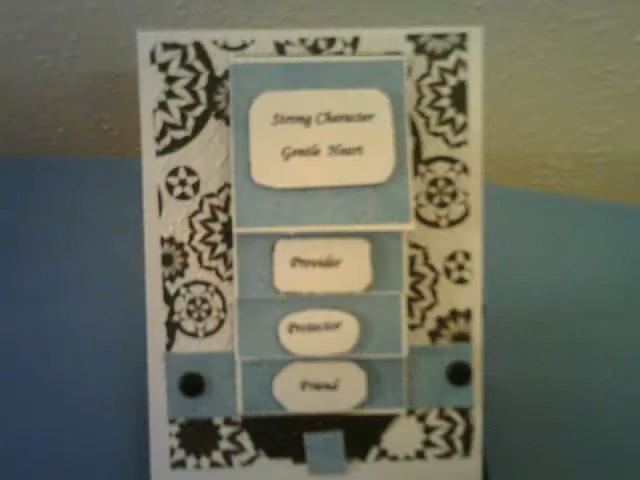 Strong Character
Gentle Heart
Provider
Protector
Friend